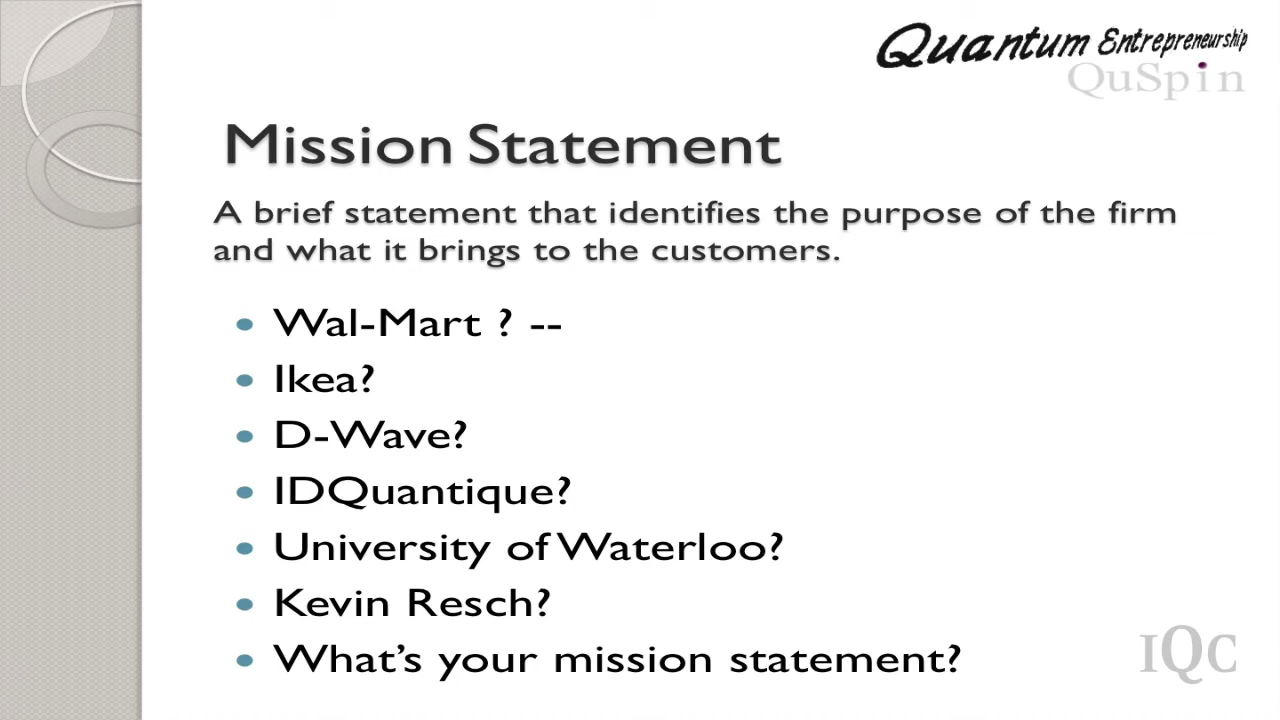 Quantum Entrepreneurship
QuSpin
Mission Statement
A brief statement that identifies the purpose of the firm
and what it brings to the customers.
• Wal-Mart ? --
• Ikea?
• D-Wave?
• IDQuantique?
• University of Waterloo?
• Kevin Resch?
• What’s your mission statement?
IQC